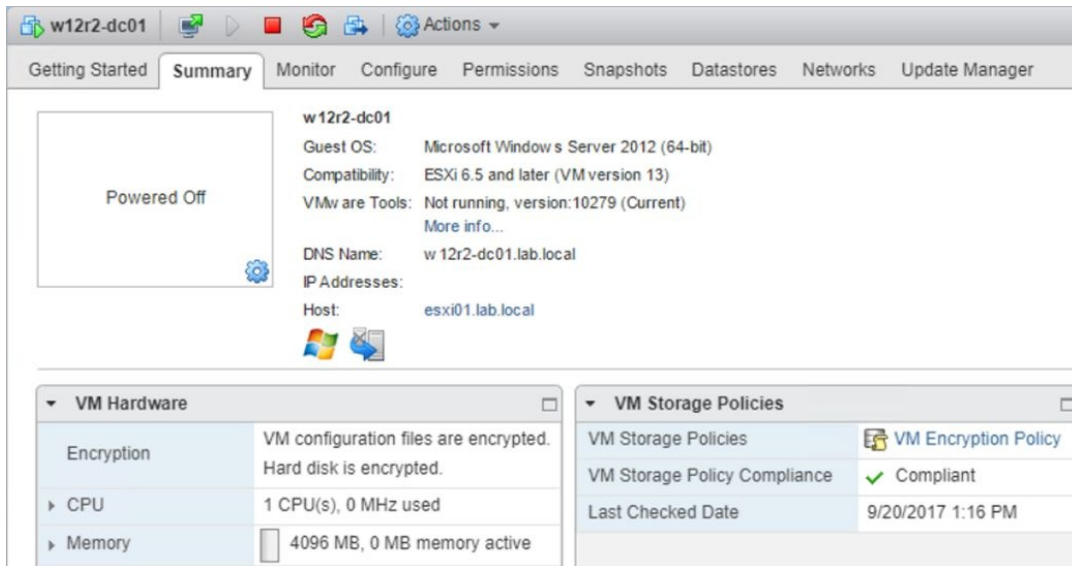 w12r2-dc01 Actions
Getting Started Summary Monitor Configure Permissions Snapshots Datastores Networks Update Manager
Powered Off
w12r2-dc01
Guest OS: Microsoft Windows Server 2012 (64-bit)
Compatibility: ESXi 6.5 and later (VM version 13)
VMware Tools: Not running, version:10279 (Current)
More info...
DNS Name: w12r2-dc01.lab.local
IP Addresses:
Host: esxi01.lab.local
VM Hardware
Encryption
VM configuration files are encrypted.
Hard disk is encrypted.
CPU 1 CPU(s), 0 MHz used
Memory 4096 MB, 0 MB memory active
VM Storage Policies
VM Storage Policies VM Encryption Policy
VM Storage Policy Compliance Compliant
Last Checked Date 9/20/2017 1:16 PM